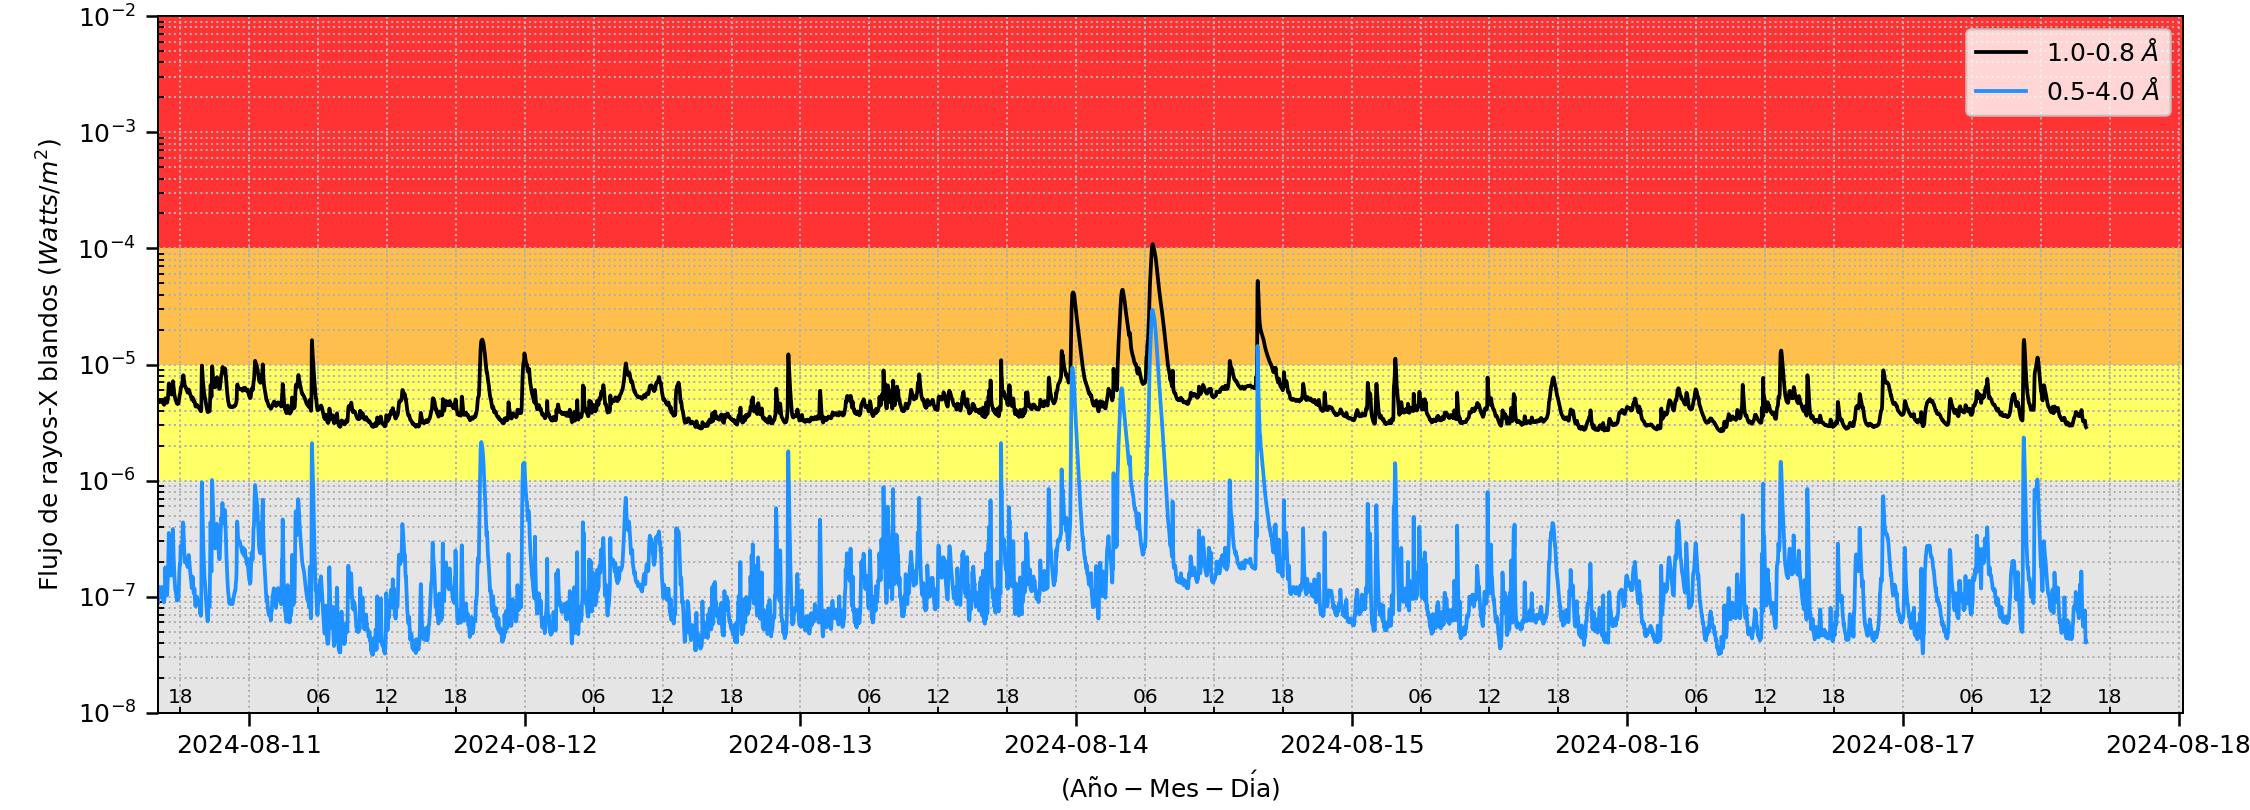 10⁻²
10⁻³
10⁻⁴
10⁻⁵
10⁻⁶
10⁻⁷
10⁻⁸
Flujo de rayos-X blandos (Watts/m²)
1.0-0.8 Å
0.5-4.0 Å
18 06 12 18 06 12 18 06 12 18 06 12 18 06 12 18 06 12 18 06 12 18
2024-08-11 2024-08-12 2024-08-13 2024-08-14 2024-08-15 2024-08-16 2024-08-17 2024-08-18
(Año − Mes − Día)